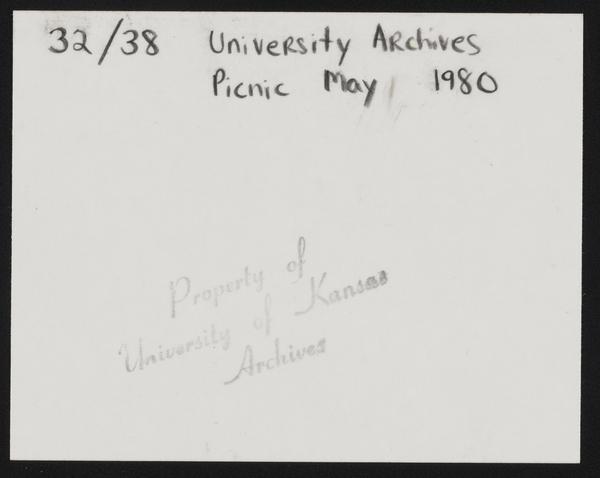 32/38 University Archives
Picnic May 1980
Property of
University of Kansas
Archives